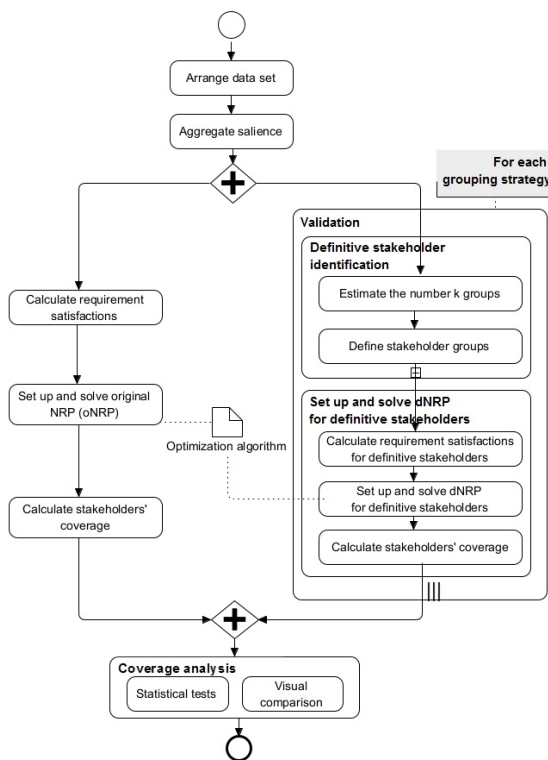 Arrange data set
Aggregate salience
For each
grouping strategy
Validation
Definitive stakeholder
identification
Estimate the number k groups
Define stakeholder groups
Calculate requirement
satisfactions
Set up and solve original
NRP (oNRP)
Calculate stakeholders'
coverage
Optimization algorithm
Set up and solve dNRP
for definitive stakeholders
Calculate requirement satisfactions
for definitive stakeholders
Set up and solve dNRP
for definitive stakeholders
Calculate stakeholders' coverage
Coverage analysis
Statistical tests
Visual
comparison